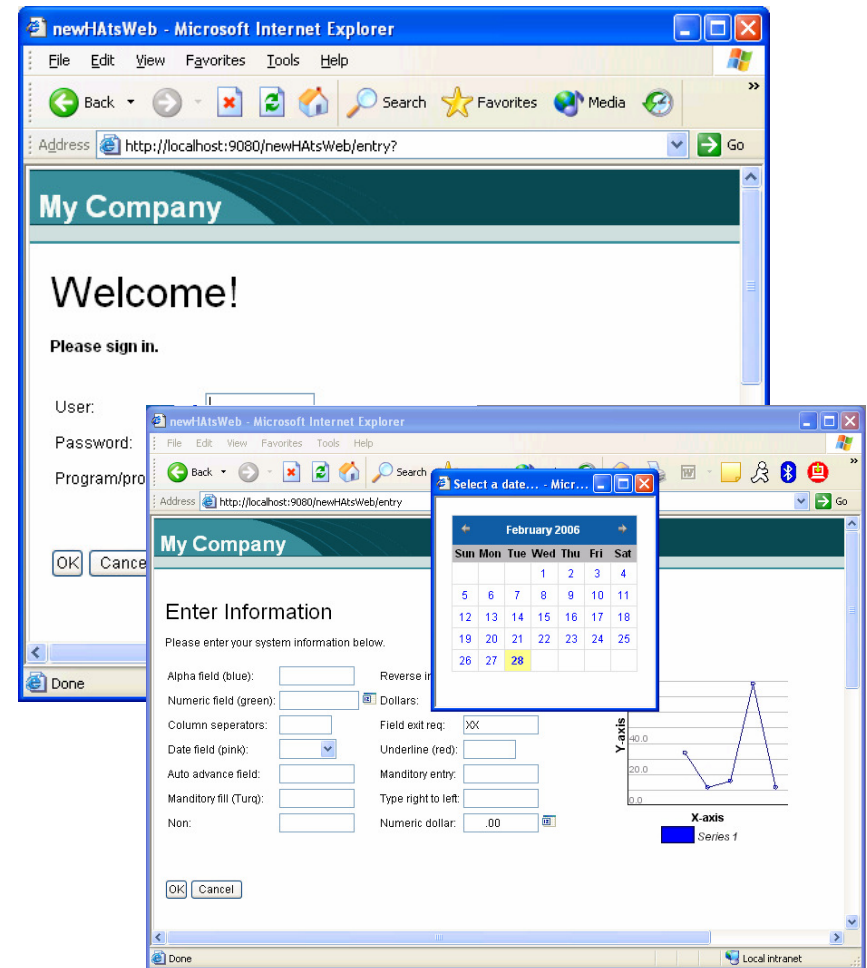 newHAtsWeb - Microsoft Internet Explorer
File Edit View Favorites Tools Help
Back Search Favorites Media »
Address http://localhost:9080/newHAtsWeb/entry? Go
My Company
Welcome!
Please sign in.
User:
Password:
Program/pro
OK Cance
Done
newHAtsWeb - Microsoft Internet Explorer
File Edit View Favorites Tools Help
Back Search »
Address http://localhost:9080/newHAtsWeb/entry Go
My Company
Enter Information
Please enter your system information below.
Alpha field (blue): Reverse i
Numeric field (green): Dollars:
Column seperators: Field exit req: XX
Date field (pink): Underline (red):
Auto advance field: Manditory entry:
Manditory fill (Turq): Type right to left:
Non: Numeric dollar: .00
OK Cancel
Done Local intranet
Select a date... - Micr...
February 2006
Sun Mon Tue Wed Thu Fri Sat
1 2 3 4
5 6 7 8 9 10 11
12 13 14 15 16 17 18
19 20 21 22 23 24 25
26 27 28
Y-axis
40.0
20.0
0.0
X-axis
Series 1